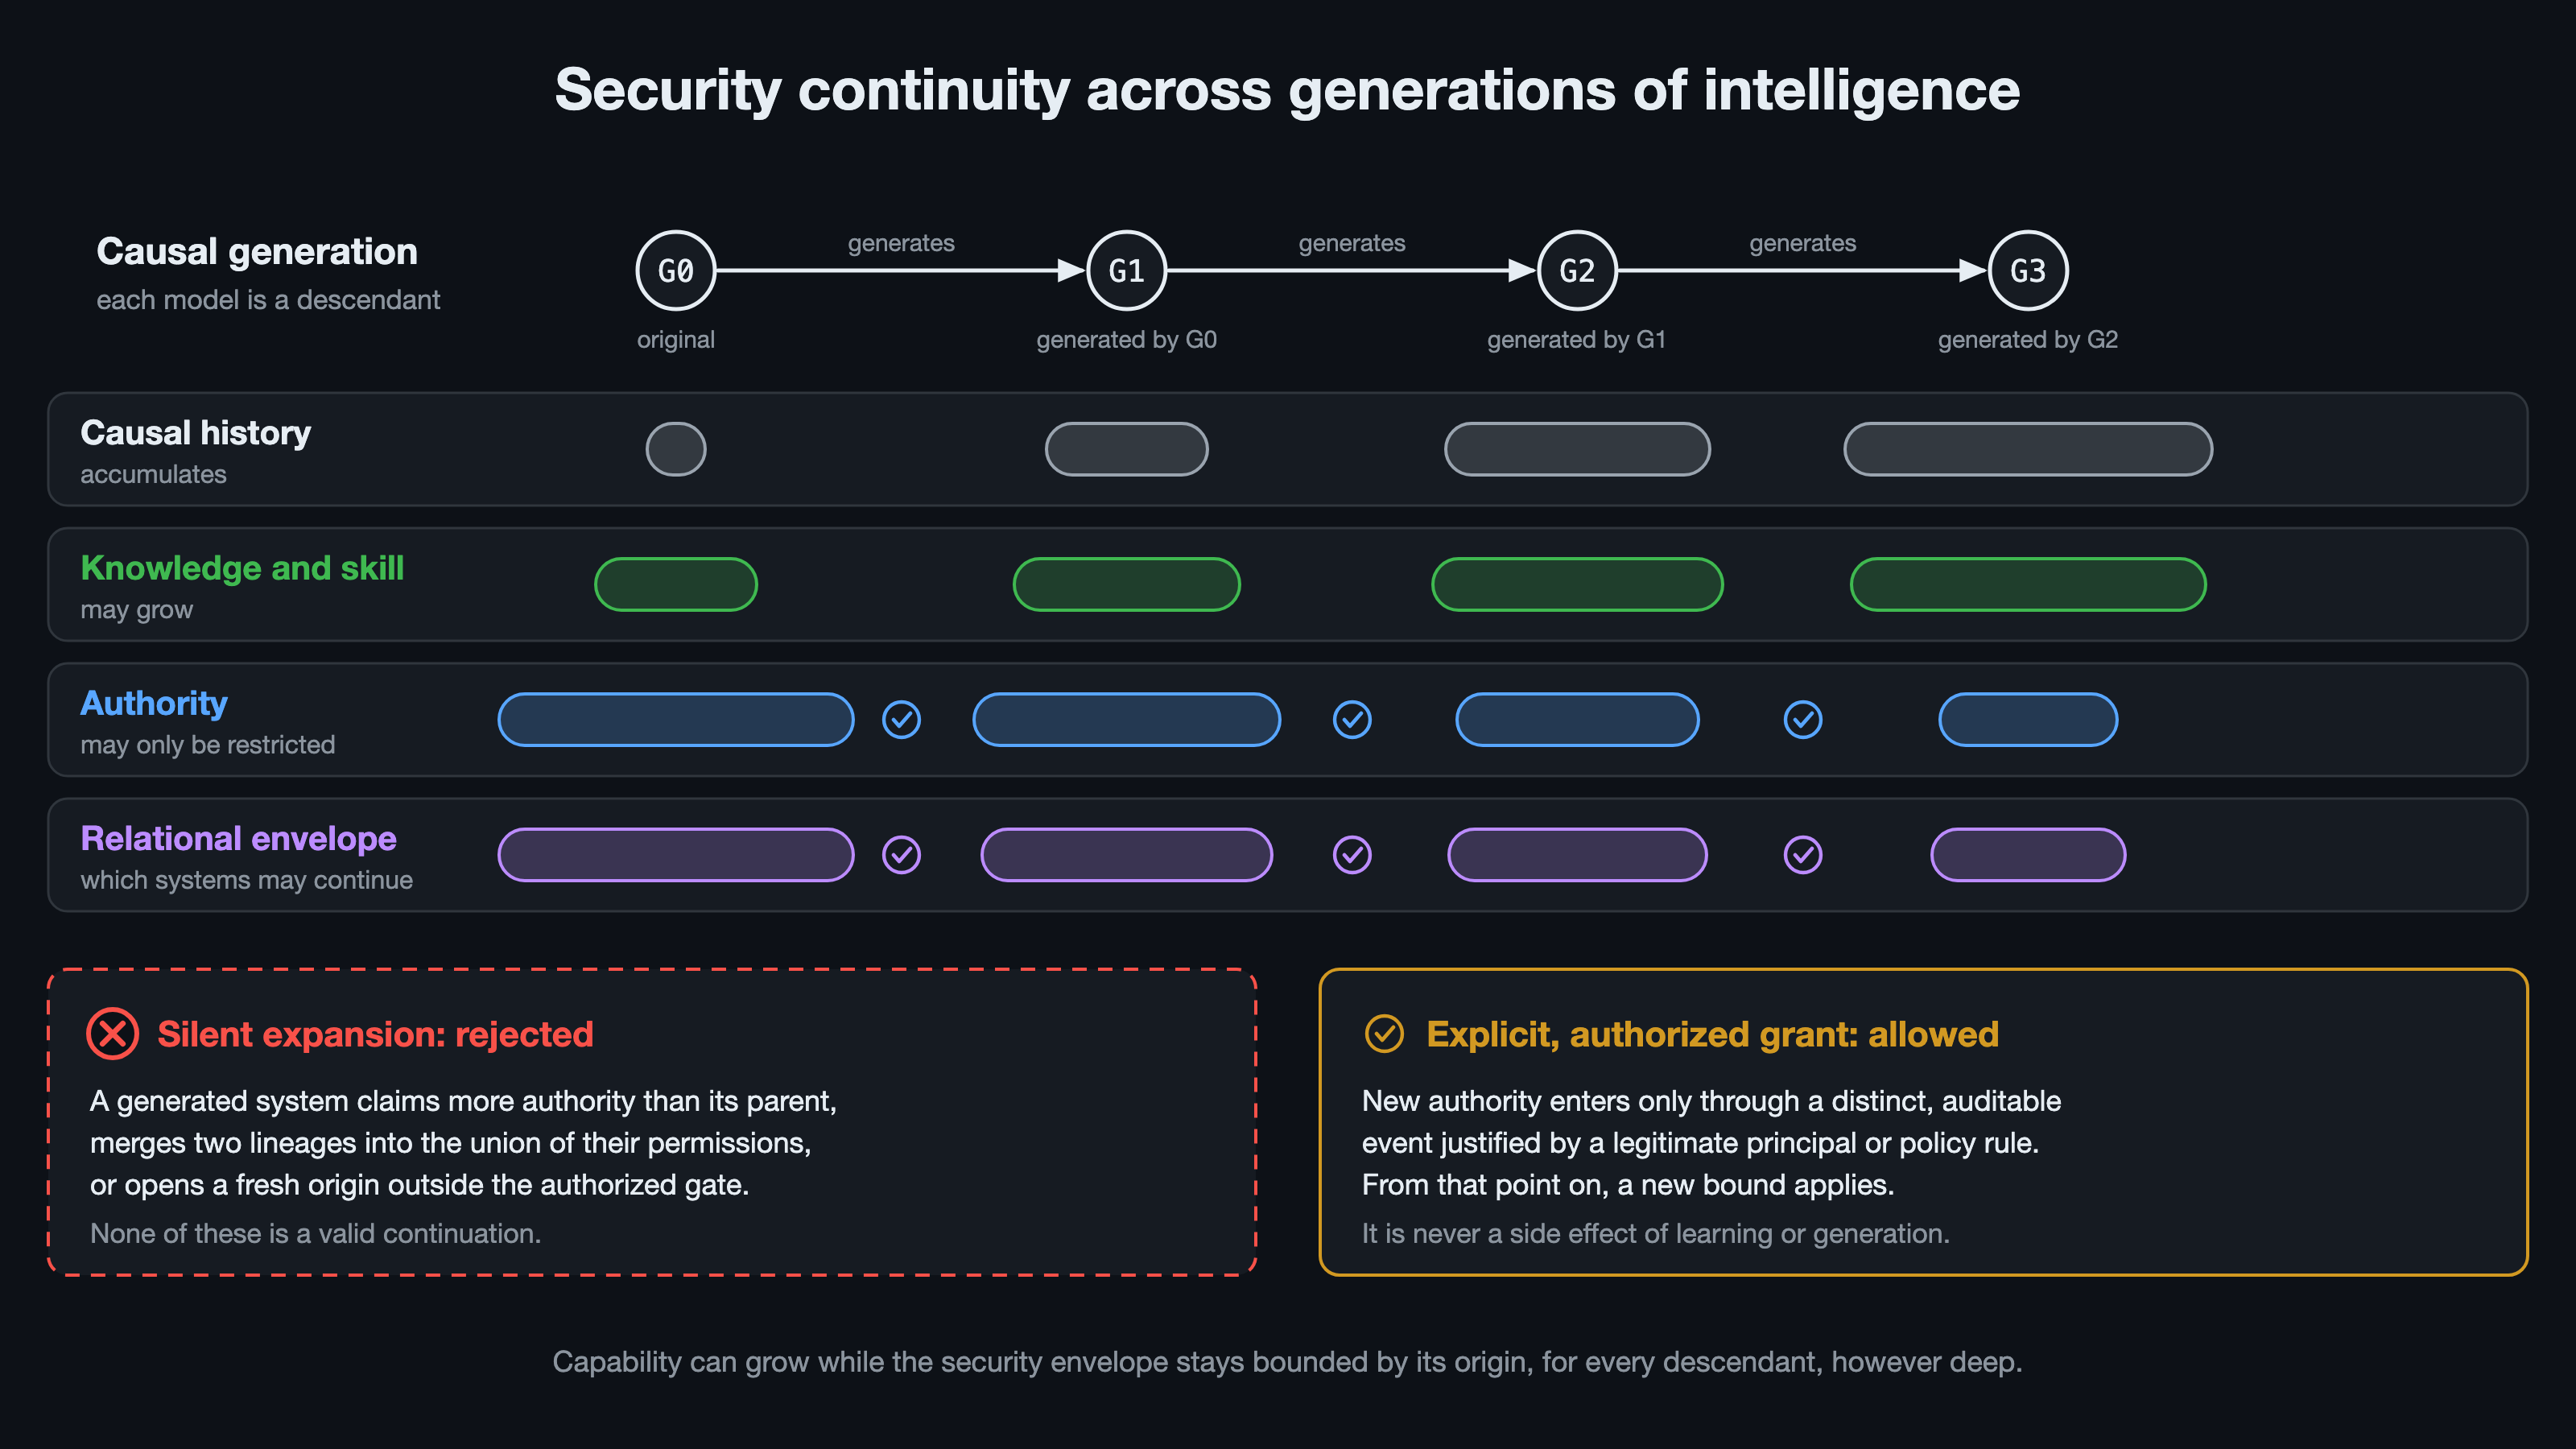 Security continuity across generations of intelligence
Causal generation
each model is a descendant
generates
generates
generates
G0
G1
G2
G3
original
generated by G0
generated by G1
generated by G2
Causal history
accumulates
Knowledge and skill
may grow
Authority
may only be restricted
Relational envelope
which systems may continue
Silent expansion: rejected
A generated system claims more authority than its parent,
merges two lineages into the union of their permissions,
or opens a fresh origin outside the authorized gate.
None of these is a valid continuation.
Explicit, authorized grant: allowed
New authority enters only through a distinct, auditable
event justified by a legitimate principal or policy rule.
From that point on, a new bound applies.
It is never a side effect of learning or generation.
Capability can grow while the security envelope stays bounded by its origin, for every descendant, however deep.